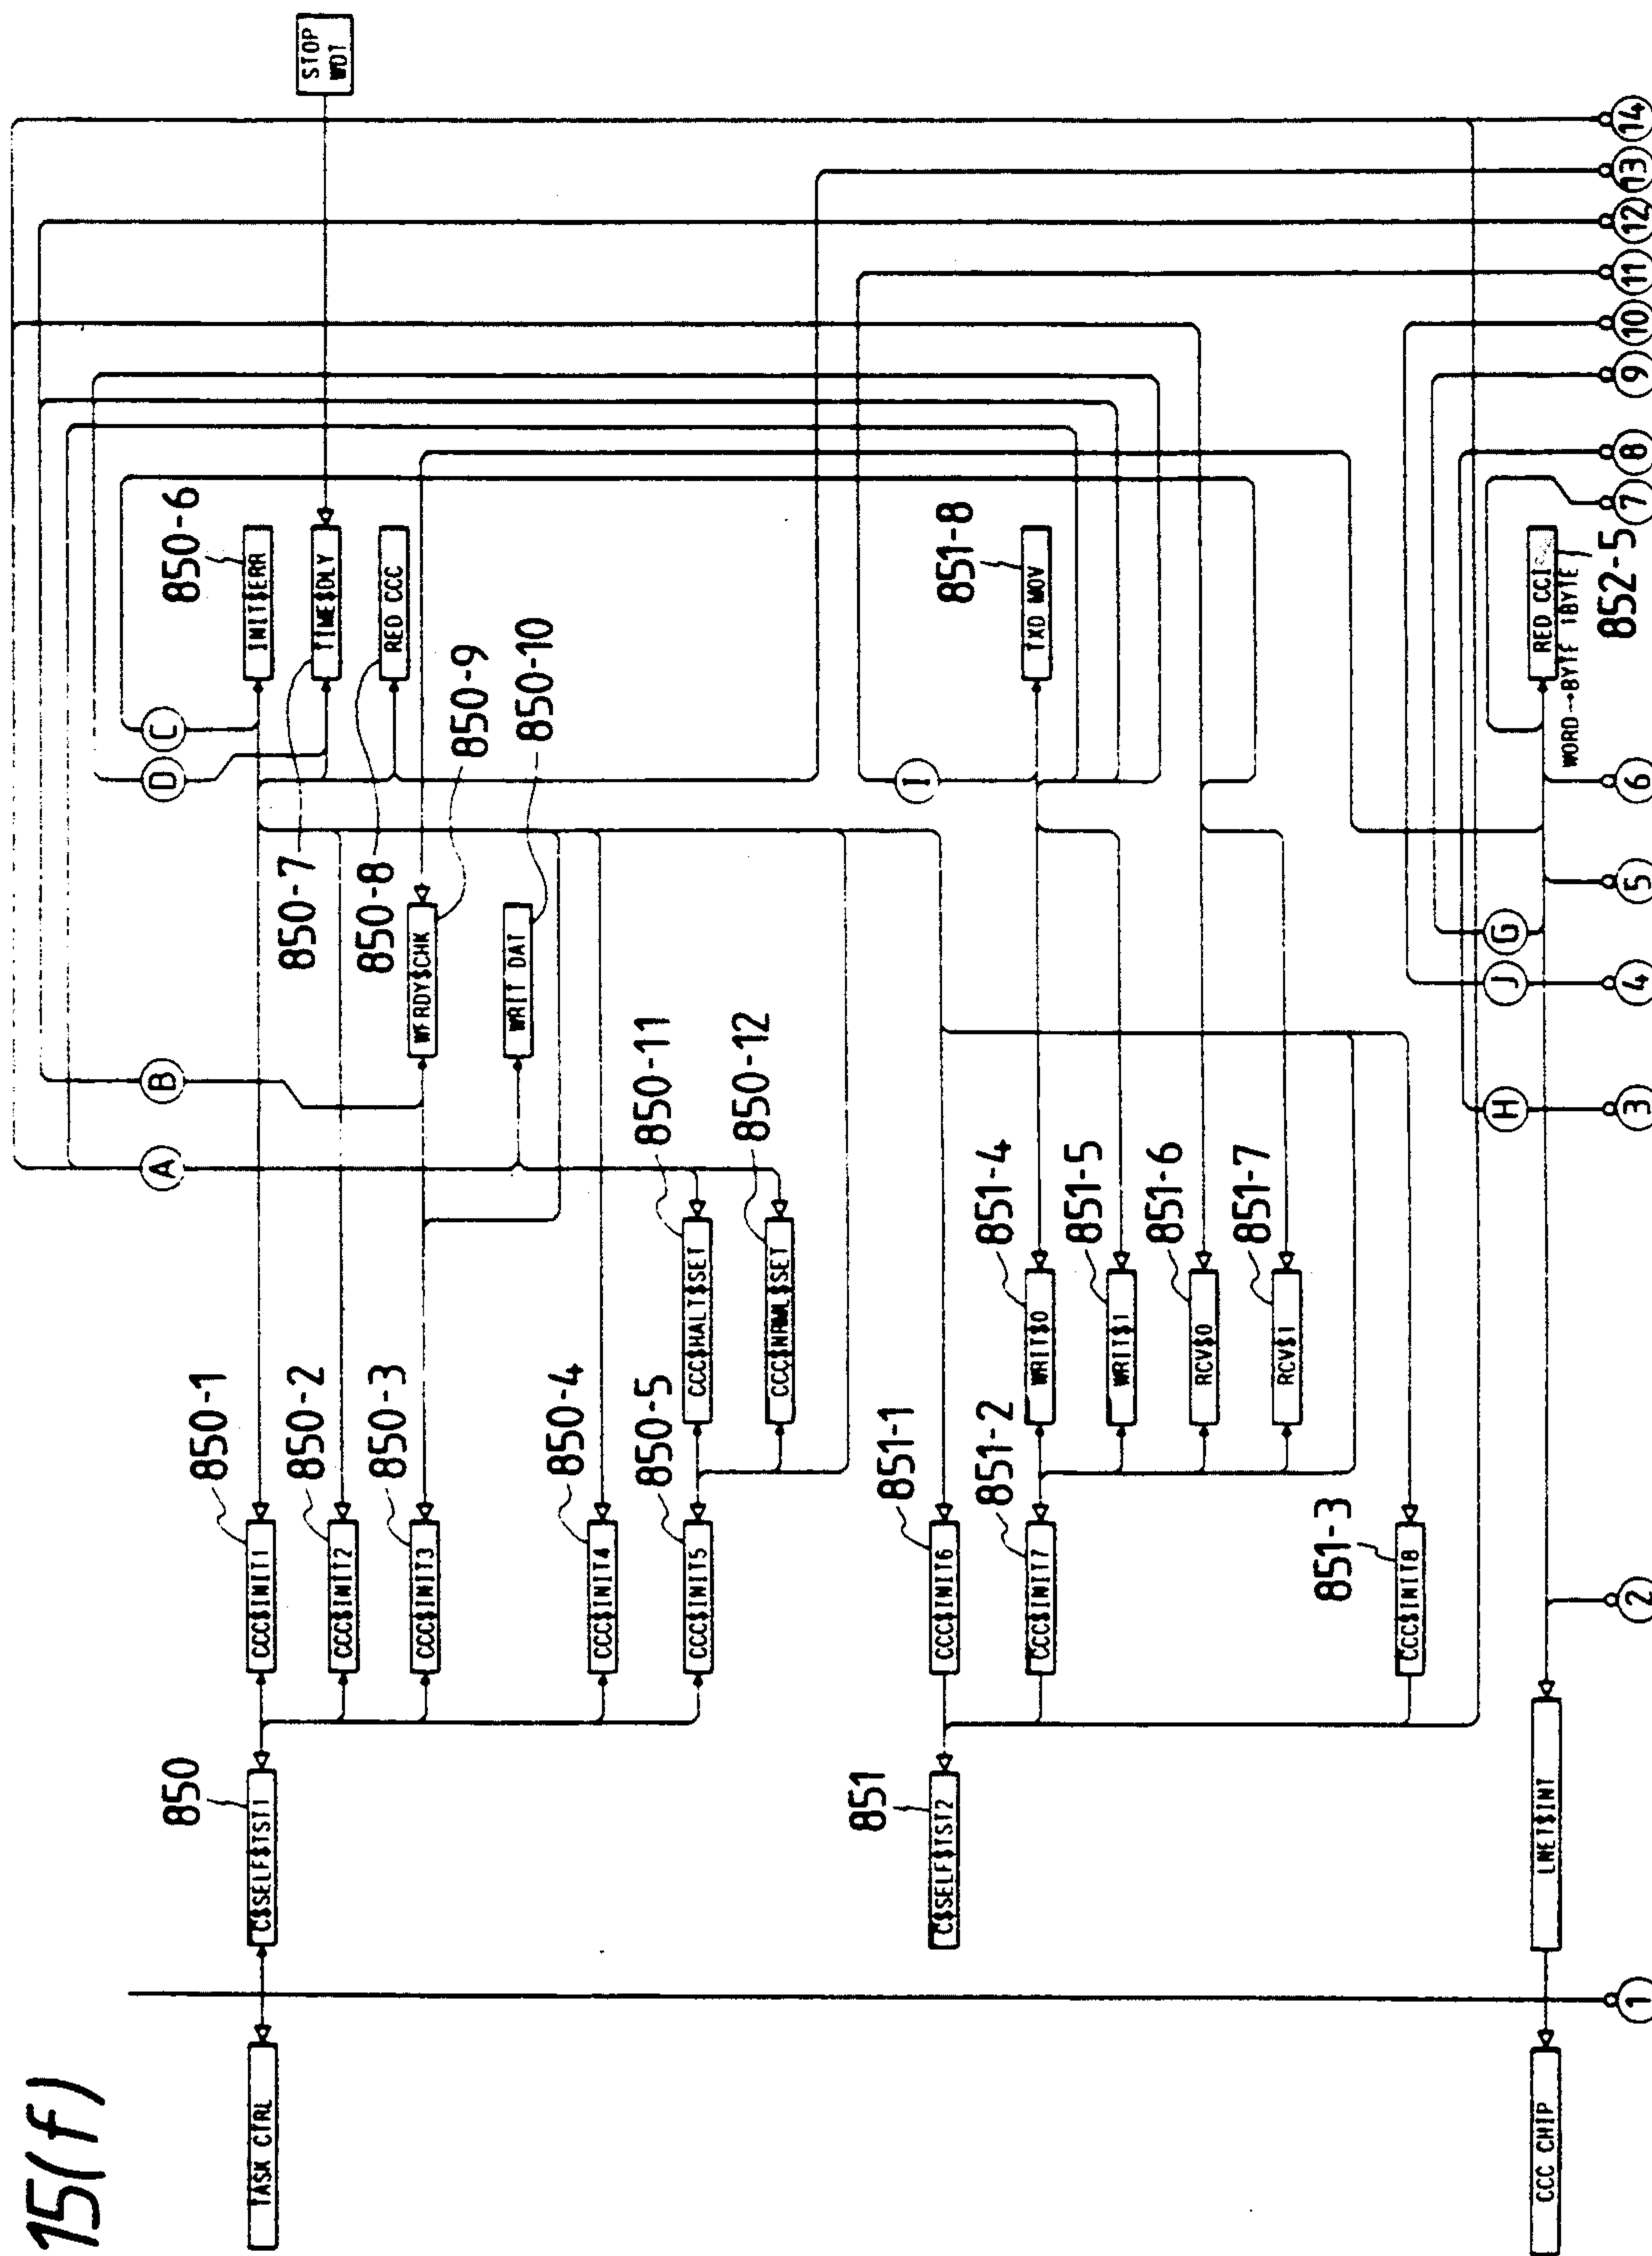 15(f)
TASK CTRL
850
C$SELF$TST1
850-1
CCC$INIT1
850-2
CCC$INIT2
850-3
CCC$INIT3
850-4
CCC$INIT4
850-5
CCC$INIT5
850-11
CCC$HALT$SET
850-12
CCC$NRML$SET
A
B
C
D
850-6
INIT$ERR
850-7
TIME$DLY
850-8
RED CCC
850-9
WFRDY$CHK
850-10
WRIT DAT
STOP
WDT
851
C$SELF$TST2
851-1
CCC$INIT6
851-2
CCC$INIT7
851-3
CCC$INIT8
851-4
WRIT$0
851-5
WRIT$1
851-6
RCV$0
851-7
RCV$1
I
851-8
TXD MOV
CCC CHIP
LNET$INT
H
J
G
WORD→BYTE 1BYTE
RED CCI
852-5
1
2
3
4
5
6
7
8
9
10
11
12
13
14